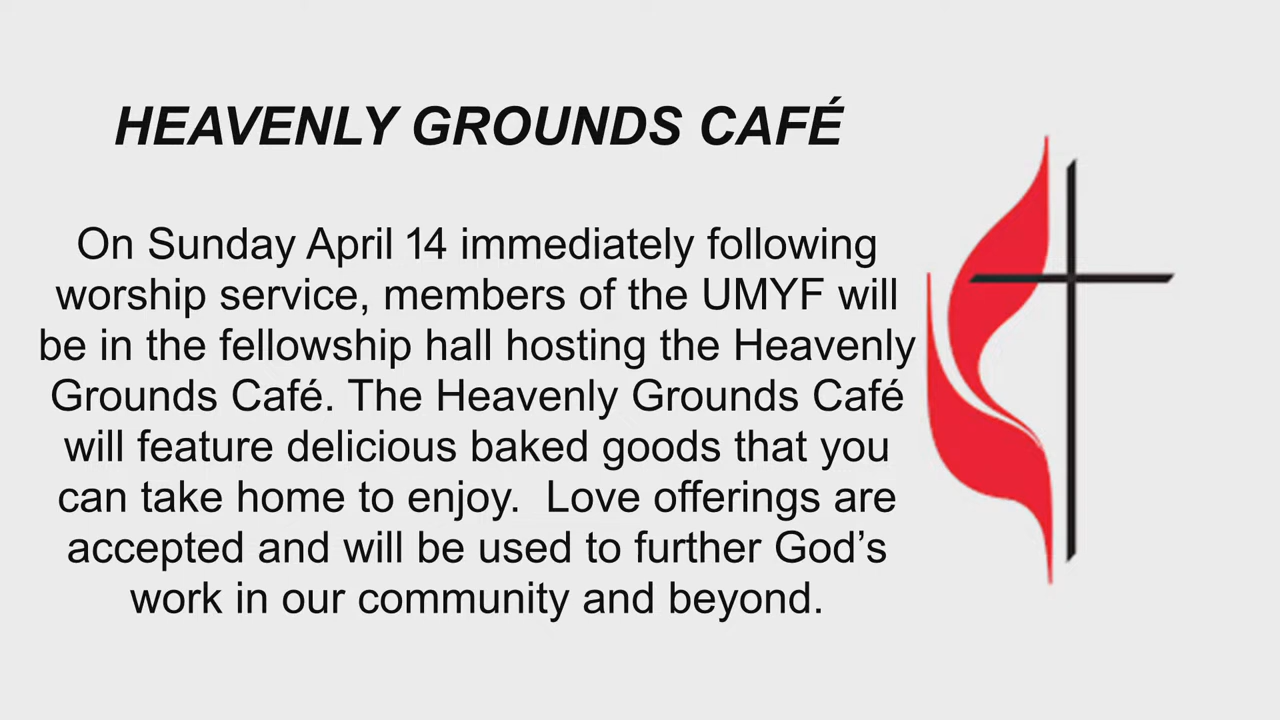 HEAVENLY GROUNDS CAFÉ
On Sunday April 14 immediately following
worship service, members of the UMYF will
be in the fellowship hall hosting the Heavenly
Grounds Café. The Heavenly Grounds Café
will feature delicious baked goods that you
can take home to enjoy.  Love offerings are
accepted and will be used to further God’s
work in our community and beyond.